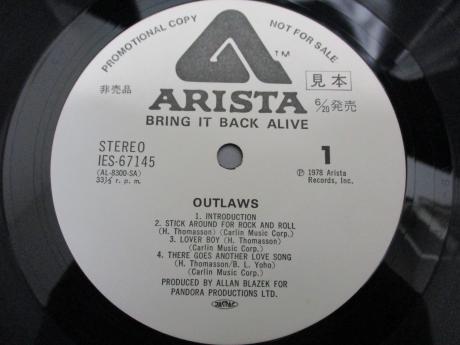 PROMOTIONAL COPY NOT FOR SALE
TM
非売品
見本
ARISTA
6/20発売
BRING IT BACK ALIVE
STEREO
IES-67145
(AL-8300-SA)
33⅓ r. p. m.
1
Ⓟ 1978 Arista
Records, Inc.
OUTLAWS
1. INTRODUCTION
2. STICK AROUND FOR ROCK AND ROLL
(H. Thomasson) (Carlin Music Corp.)
3. LOVER BOY (H. Thomasson)
(Carlin Music Corp.)
4. THERE GOES ANOTHER LOVE SONG
(H. Thomasson/B. L. Yoho)
(Carlin Music Corp.)
PRODUCED BY ALLAN BLAZEK FOR
PANDORA PRODUCTIONS LTD.
JASRAC